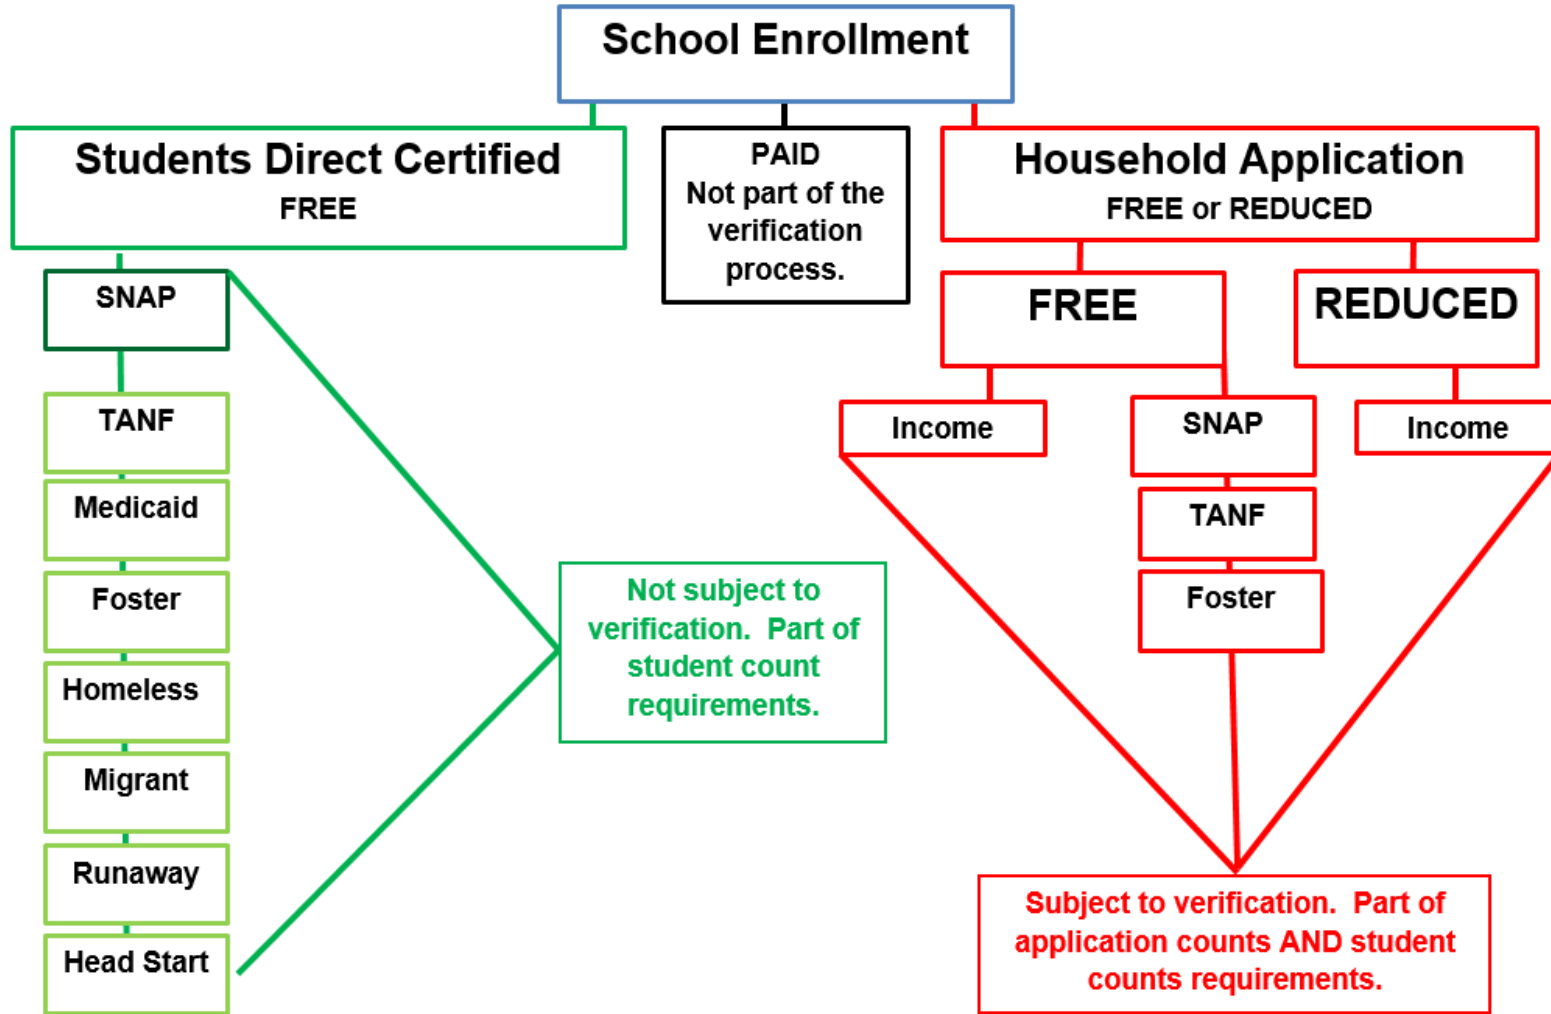 School Enrollment
Students Direct Certified
FREE
PAID
Not part of the
verification
process.
Household Application
FREE or REDUCED
SNAP
TANF
Medicaid
Foster
Homeless
Migrant
Runaway
Head Start
Not subject to
verification. Part of
student count
requirements.
FREE
REDUCED
Income
SNAP
TANF
Foster
Income
Subject to verification. Part of
application counts AND student
counts requirements.